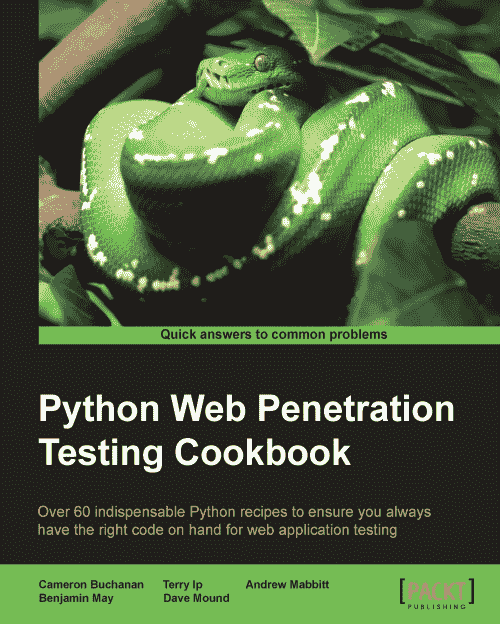 Quick answers to common problems
Python Web Penetration
Testing Cookbook
Over 60 indispensable Python recipes to ensure you always
have the right code on hand for web application testing
Cameron Buchanan Terry Ip Andrew Mabbitt
Benjamin May Dave Mound
[PACKT]
PUBLISHING